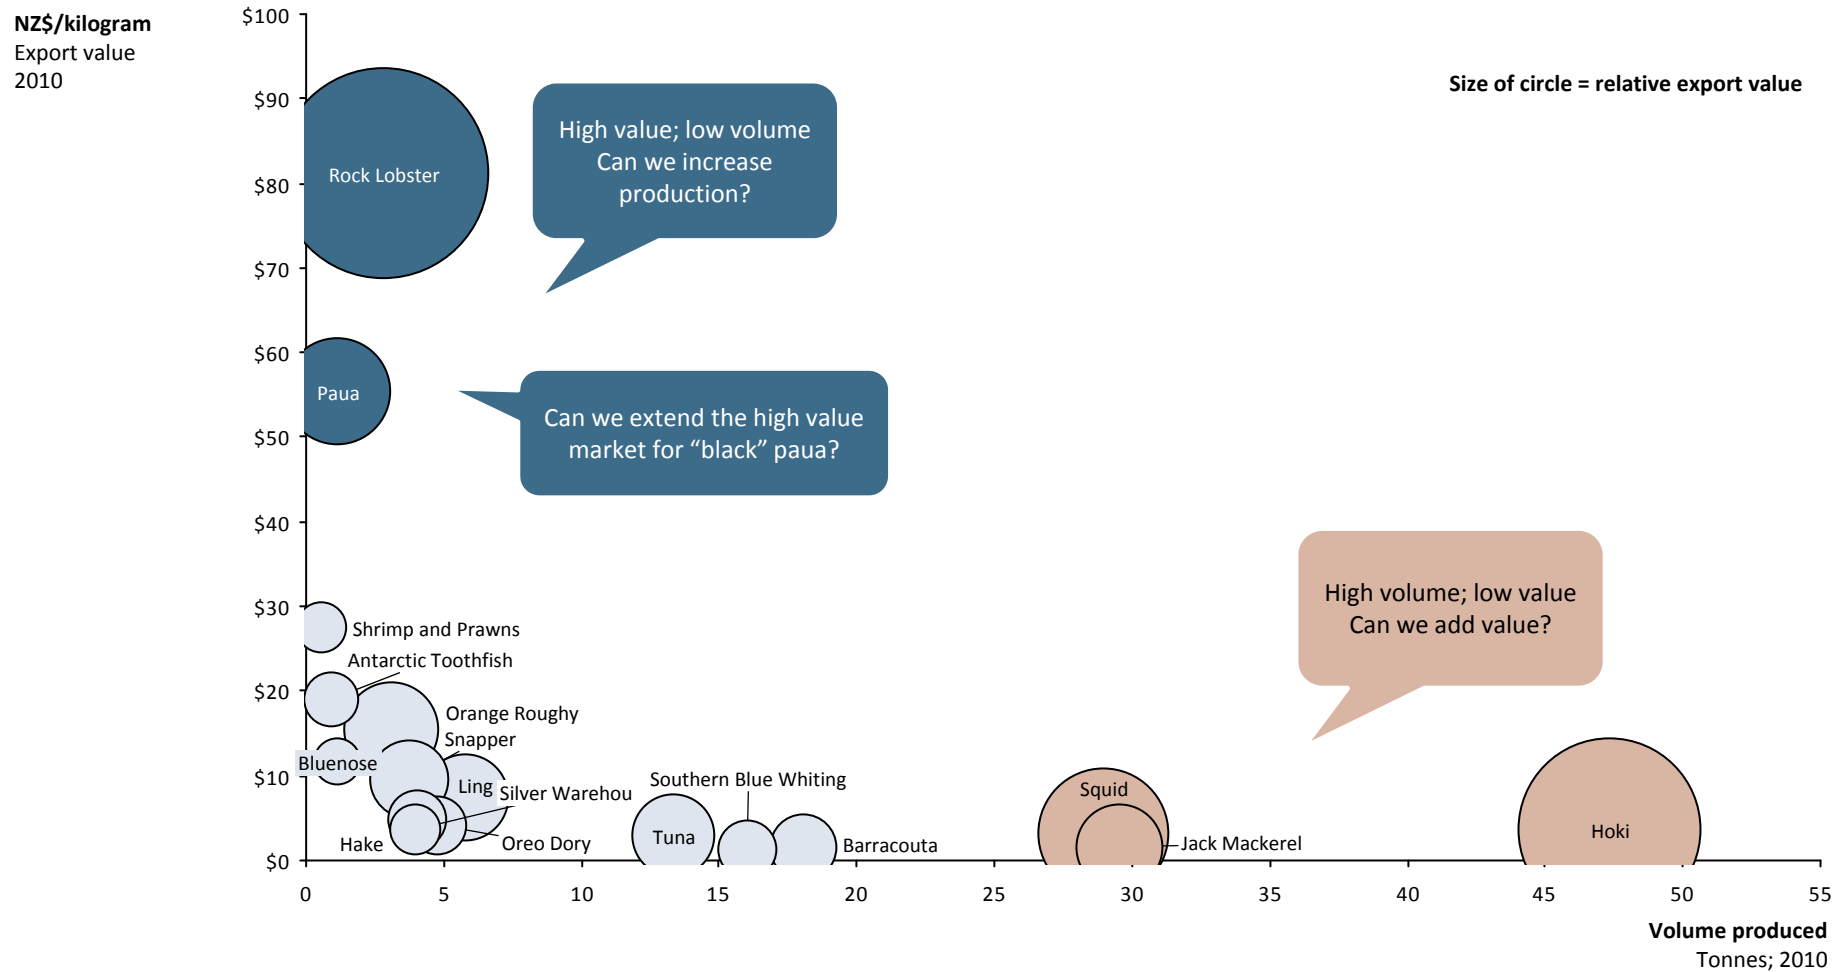 NZ$/kilogram
Export value
2010
Size of circle = relative export value
$100
$90
$80
$70
$60
$50
$40
$30
$20
$10
$0
Rock Lobster
High value; low volume
Can we increase
production?
Paua
Can we extend the high value
market for “black” paua?
High volume; low value
Can we add value?
Shrimp and Prawns
Antarctic Toothfish
Orange Roughy
Snapper
Bluenose
Ling
Silver Warehou
Hake
Oreo Dory
Southern Blue Whiting
Tuna
Barracouta
Squid
Jack Mackerel
Hoki
0
5
10
15
20
25
30
35
40
45
50
55
Volume produced
Tonnes; 2010